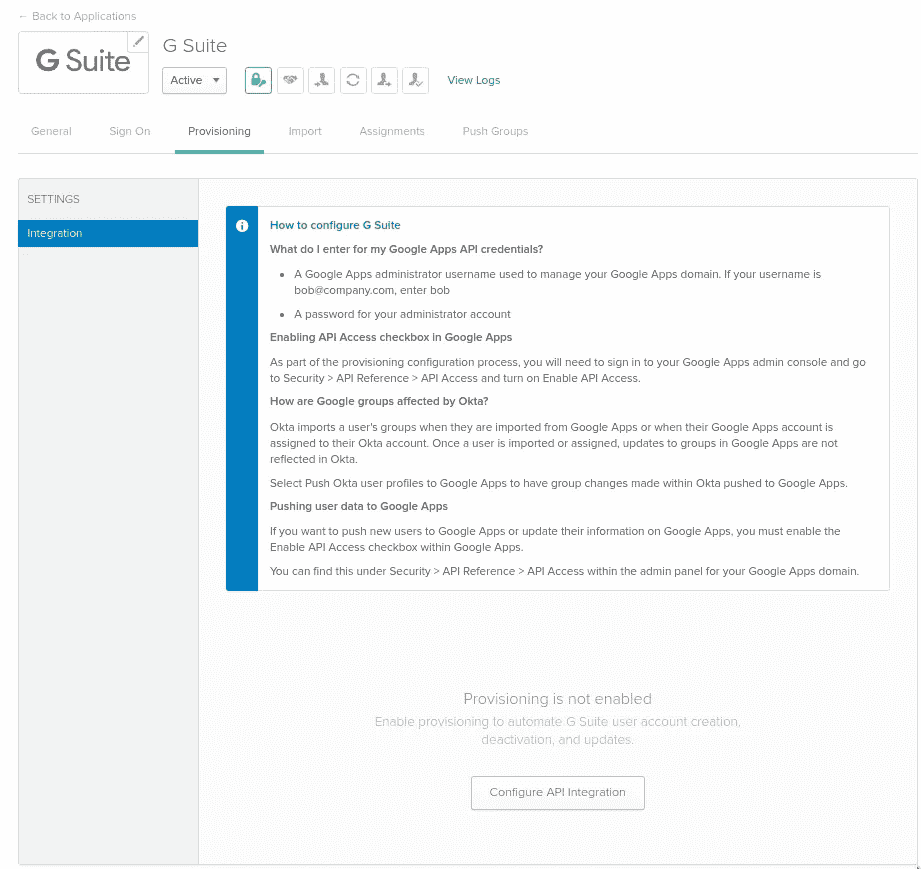 ← Back to Applications
G Suite
G Suite
Active
View Logs
General
Sign On
Provisioning
Import
Assignments
Push Groups
SETTINGS
Integration
How to configure G Suite
What do I enter for my Google Apps API credentials?
• A Google Apps administrator username used to manage your Google Apps domain. If your username is
bob@company.com, enter bob
• A password for your administrator account
Enabling API Access checkbox in Google Apps
As part of the provisioning configuration process, you will need to sign in to your Google Apps admin console and go
to Security > API Reference > API Access and turn on Enable API Access.
How are Google groups affected by Okta?
Okta imports a user's groups when they are imported from Google Apps or when their Google Apps account is
assigned to their Okta account. Once a user is imported or assigned, updates to groups in Google Apps are not
reflected in Okta.
Select Push Okta user profiles to Google Apps to have group changes made within Okta pushed to Google Apps.
Pushing user data to Google Apps
If you want to push new users to Google Apps or update their information on Google Apps, you must enable the
Enable API Access checkbox within Google Apps.
You can find this under Security > API Reference > API Access within the admin panel for your Google Apps domain.
Provisioning is not enabled
Enable provisioning to automate G Suite user account creation,
deactivation, and updates.
Configure API Integration